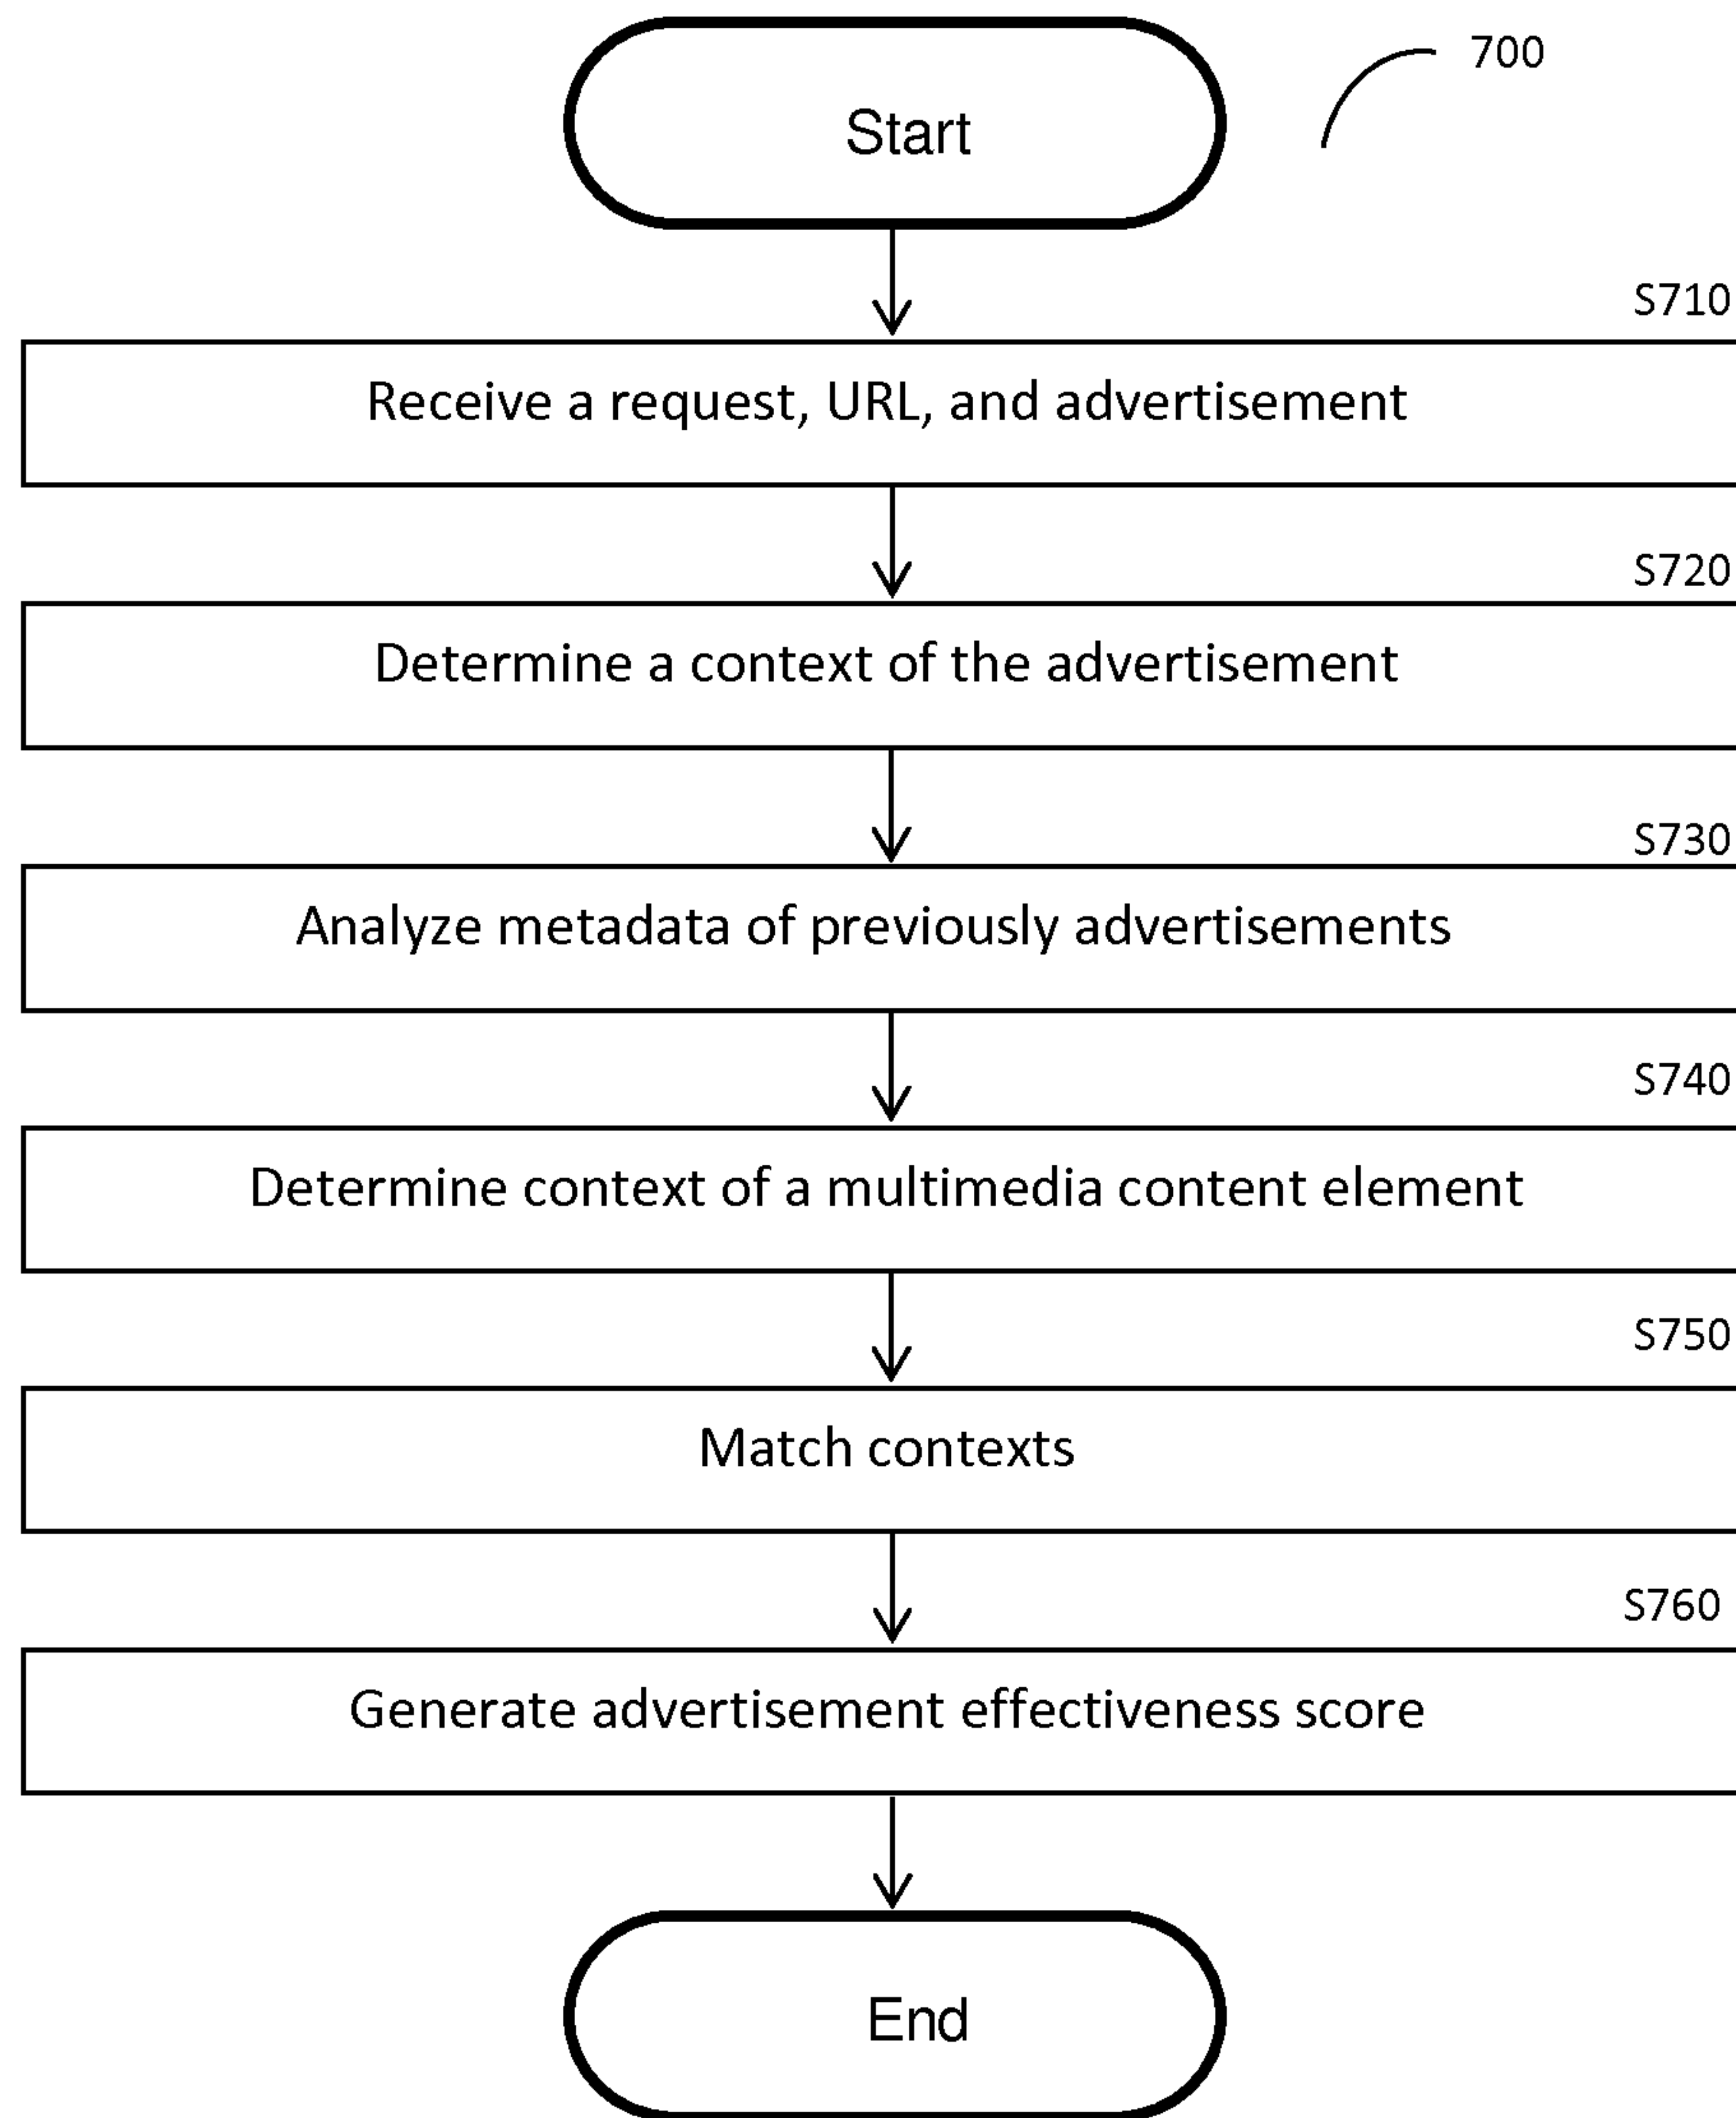 Start
700
S710
Receive a request, URL, and advertisement
S720
Determine a context of the advertisement
S730
Analyze metadata of previously advertisements
S740
Determine context of a multimedia content element
S750
Match contexts
S760
Generate advertisement effectiveness score
End